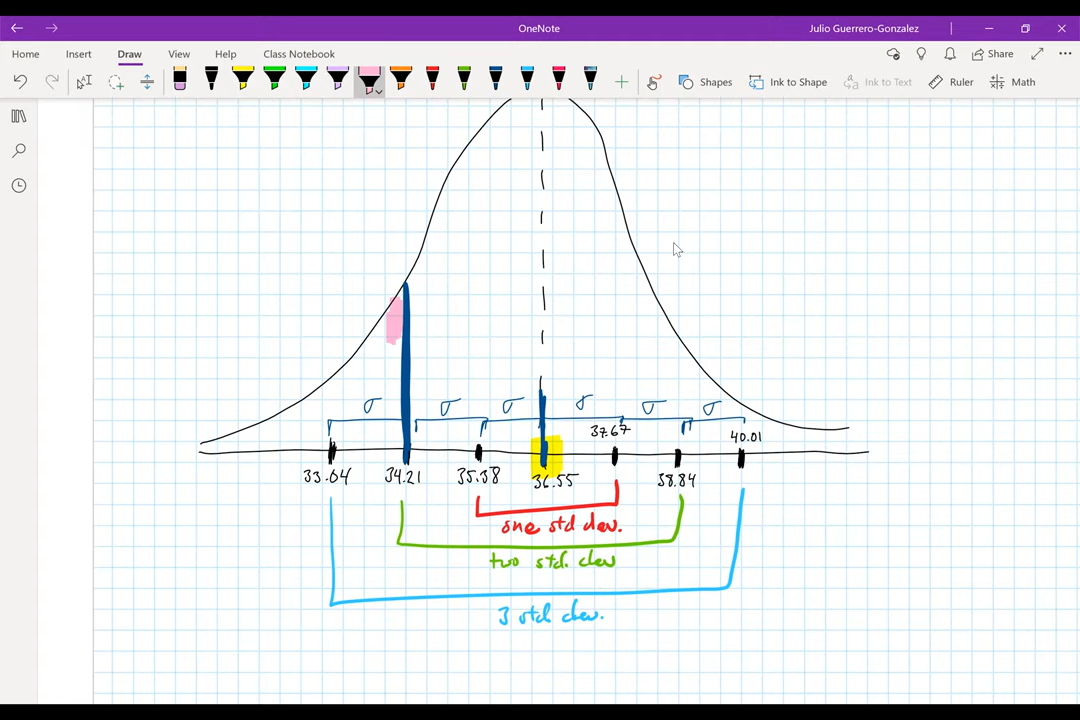 OneNote
Julio Guerrero-Gonzalez
Home Insert Draw View Help Class Notebook Share
Shapes Ink to Shape Ink to Text Ruler Math
σ σ σ σ σ σ
37.67
40.01
33.04 34.21 35.38 36.55 38.84
one std dev.
two std. dev
3 std dev.